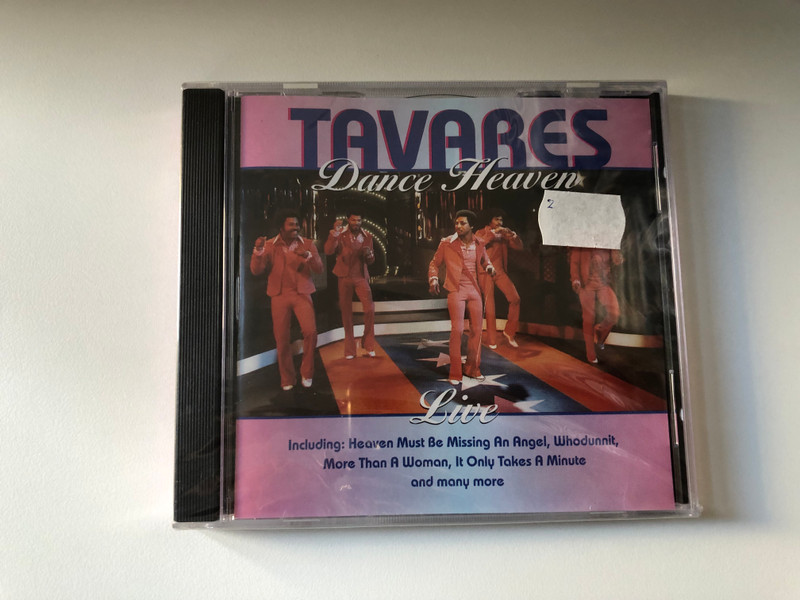 TAVARES
Dance Heaven
2
Live
Including: Heaven Must Be Missing An Angel, Whodunnit,
More Than A Woman, It Only Takes A Minute
and many more